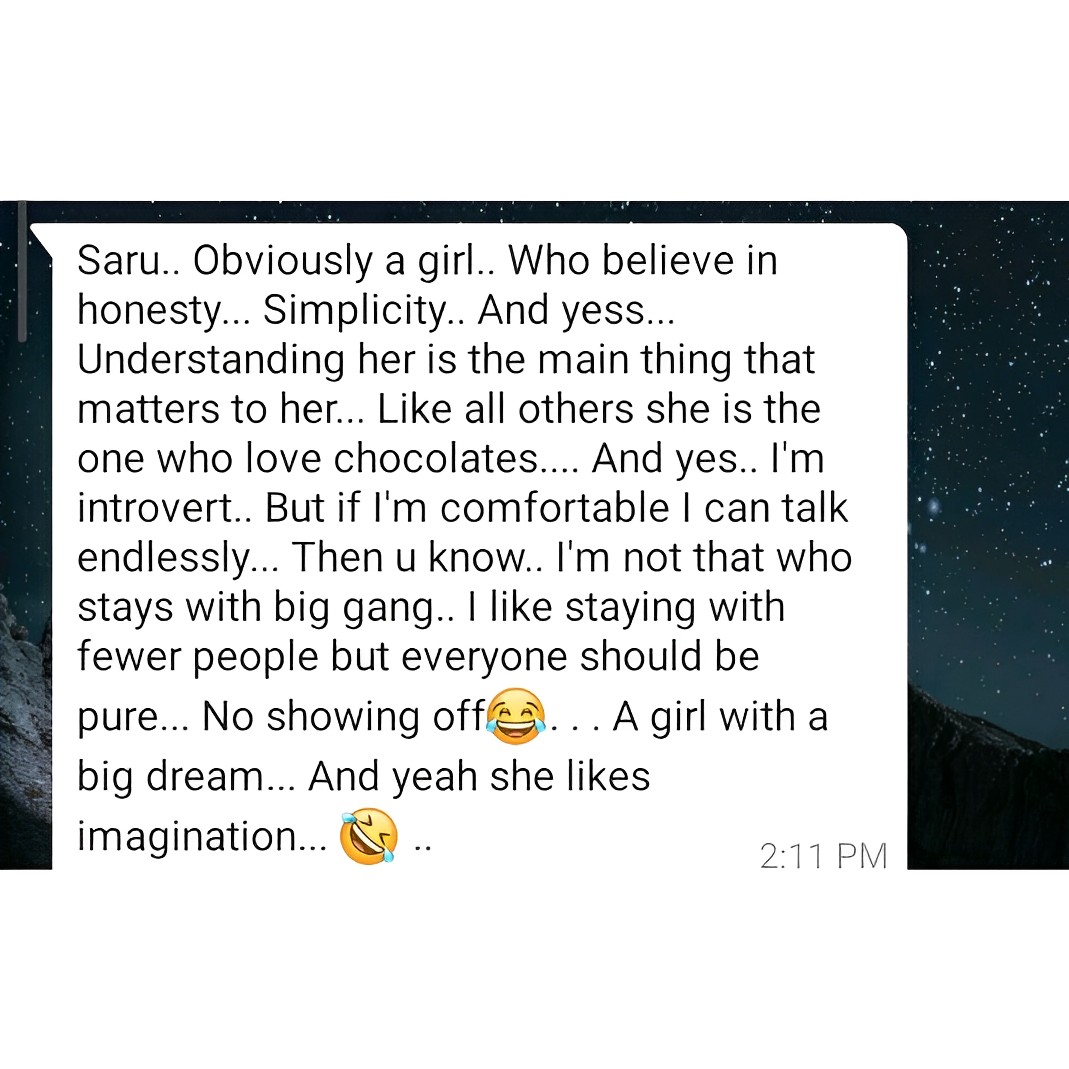 Saru.. Obviously a girl.. Who believe in
honesty... Simplicity.. And yess...
Understanding her is the main thing that
matters to her... Like all others she is the
one who love chocolates.... And yes.. I'm
introvert.. But if I'm comfortable I can talk
endlessly... Then u know.. I'm not that who
stays with big gang.. I like staying with
fewer people but everyone should be
pure... No showing off😂. . . A girl with a
big dream... And yeah she likes
imagination... 🤣 ..
2:11 PM